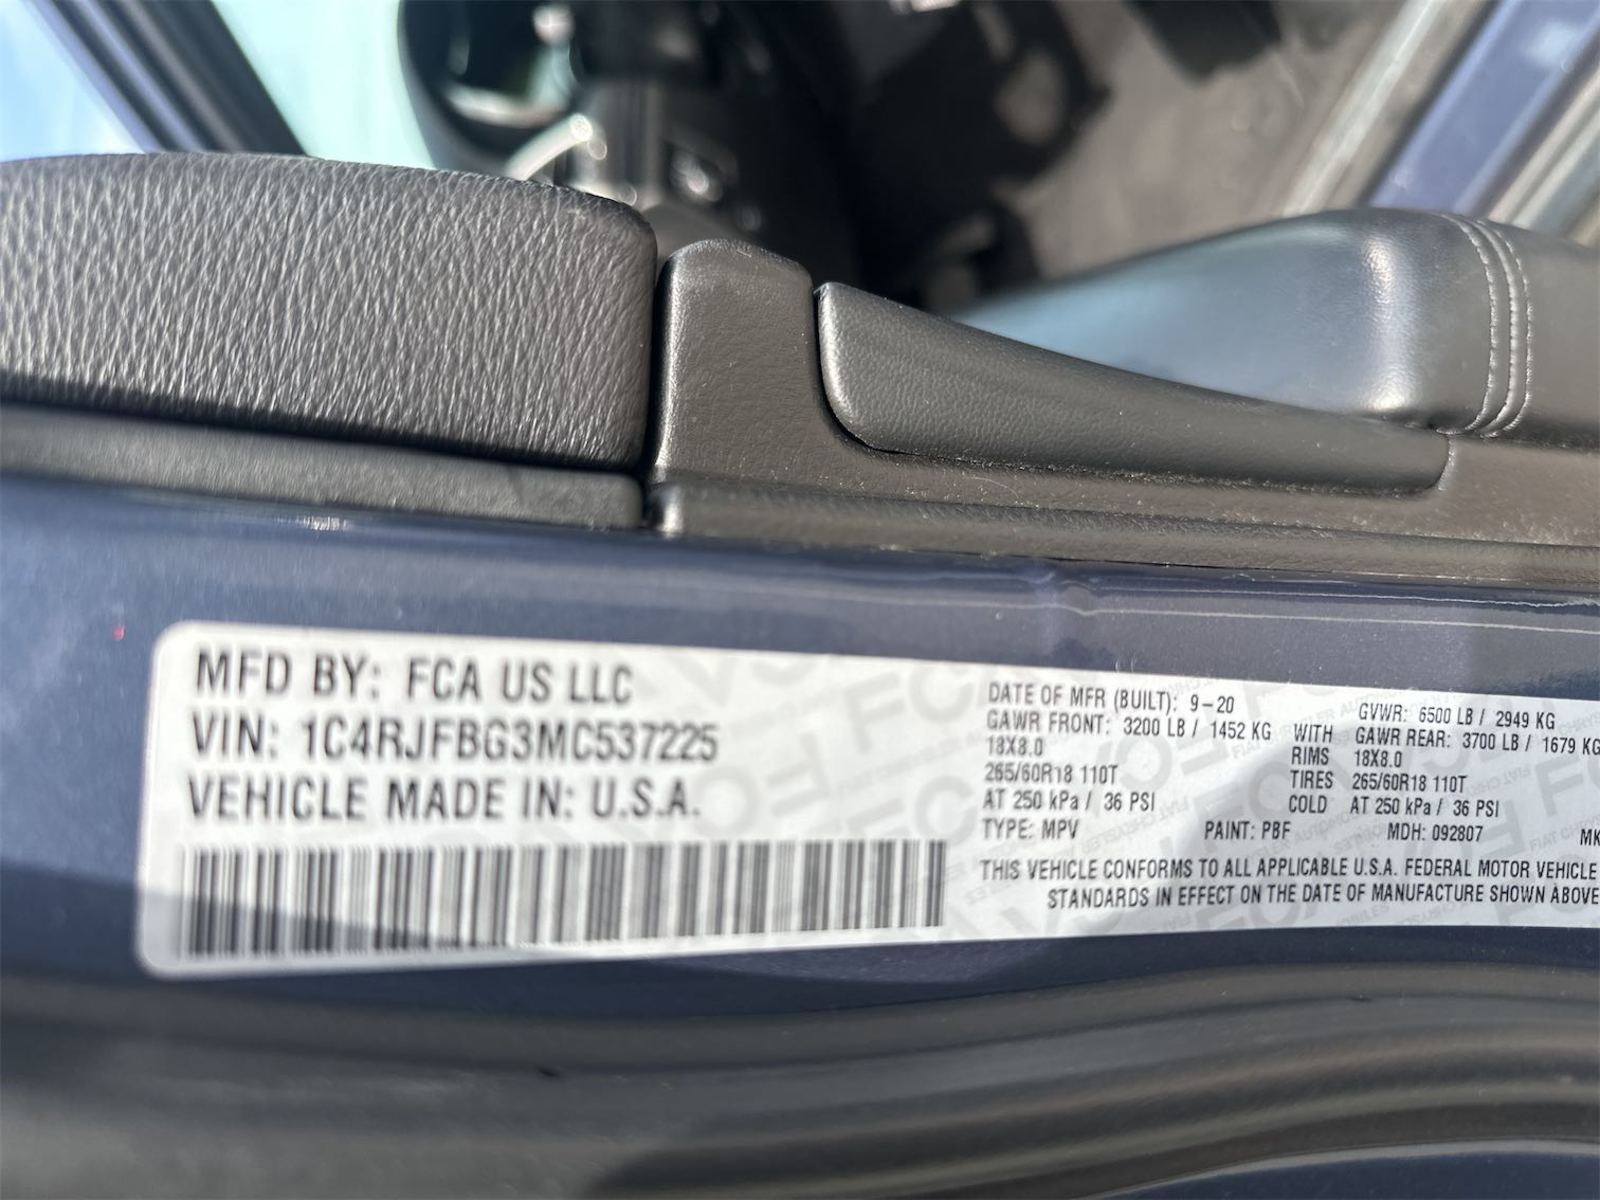 MFD BY: FCA US LLC
VIN: 1C4RJFBG3MC537225
VEHICLE MADE IN: U.S.A.
DATE OF MFR (BUILT): 9-20 GVWR: 6500 LB / 2949 KG
GAWR FRONT: 3200 LB / 1452 KG WITH GAWR REAR: 3700 LB / 1679 KG
18X8.0 RIMS 18X8.0
265/60R18 110T TIRES 265/60R18 110T
AT 250 kPa / 36 PSI COLD AT 250 kPa / 36 PSI
TYPE: MPV PAINT: PBF MDH: 092807 MK
THIS VEHICLE CONFORMS TO ALL APPLICABLE U.S.A. FEDERAL MOTOR VEHICLE
STANDARDS IN EFFECT ON THE DATE OF MANUFACTURE SHOWN ABOVE